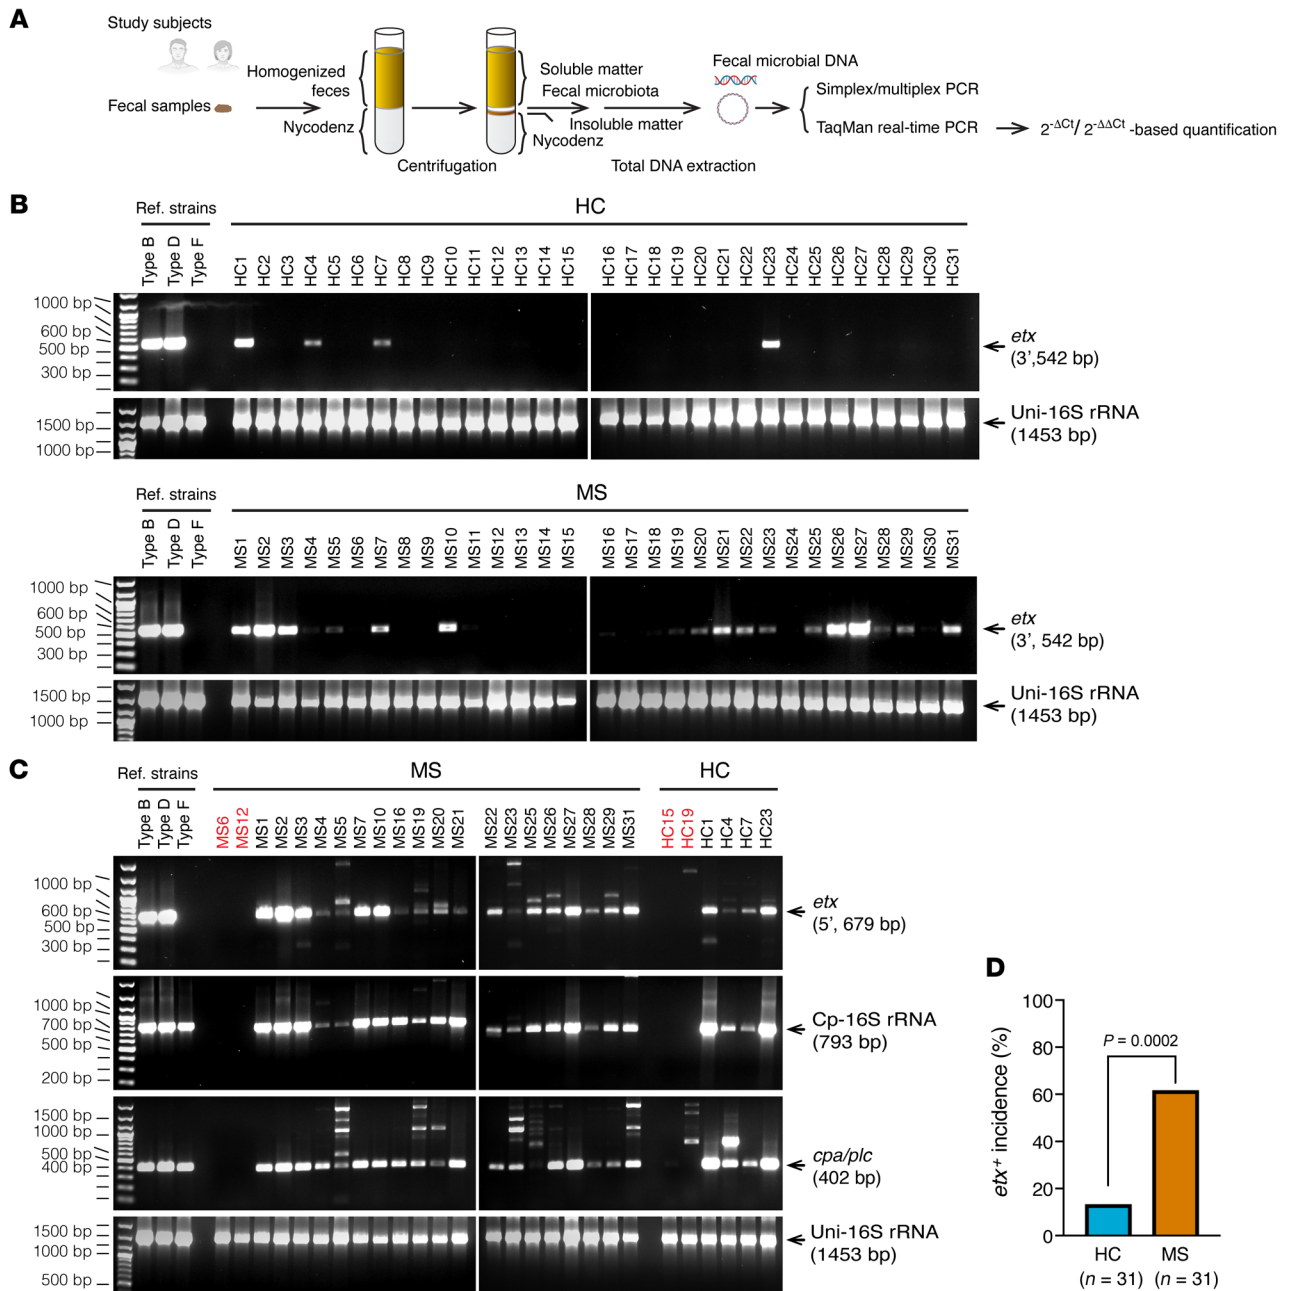 A
Study subjects
Fecal samples
Homogenized
feces
Nycodenz
Centrifugation
Soluble matter
Fecal microbiota
Insoluble matter
Nycodenz
Total DNA extraction
Fecal microbial DNA
Simplex/multiplex PCR
TaqMan real-time PCR
2-ΔCt/ 2-ΔΔCt -based quantification
B
Ref. strains HC
Type B Type D Type F HC1 HC2 HC3 HC4 HC5 HC6 HC7 HC8 HC9 HC10 HC11 HC12 HC13 HC14 HC15 HC16 HC17 HC18 HC19 HC20 HC21 HC22 HC23 HC24 HC25 HC26 HC27 HC28 HC29 HC30 HC31
1000 bp
600 bp
500 bp
300 bp
etx
(3’,542 bp)
1500 bp
1000 bp
Uni-16S rRNA
(1453 bp)
Ref. strains MS
Type B Type D Type F MS1 MS2 MS3 MS4 MS5 MS6 MS7 MS8 MS9 MS10 MS11 MS12 MS13 MS14 MS15 MS16 MS17 MS18 MS19 MS20 MS21 MS22 MS23 MS24 MS25 MS26 MS27 MS28 MS29 MS30 MS31
1000 bp
600 bp
500 bp
300 bp
etx
(3’, 542 bp)
1500 bp
1000 bp
Uni-16S rRNA
(1453 bp)
C
Ref. strains MS HC
Type B Type D Type F MS6 MS12 MS1 MS2 MS3 MS4 MS5 MS7 MS10 MS16 MS19 MS20 MS21 MS22 MS23 MS25 MS26 MS27 MS28 MS29 MS31 HC15 HC19 HC1 HC4 HC7 HC23
1000 bp
600 bp
500 bp
300 bp
etx
(5’, 679 bp)
1000 bp
700 bp
500 bp
200 bp
Cp-16S rRNA
(793 bp)
1500 bp
1000 bp
500 bp
400 bp
cpa/plc
(402 bp)
1500 bp
1000 bp
500 bp
Uni-16S rRNA
(1453 bp)
D
etx+ incidence (%)
100
80
60
40
20
0
P = 0.0002
HC MS
(n = 31) (n = 31)